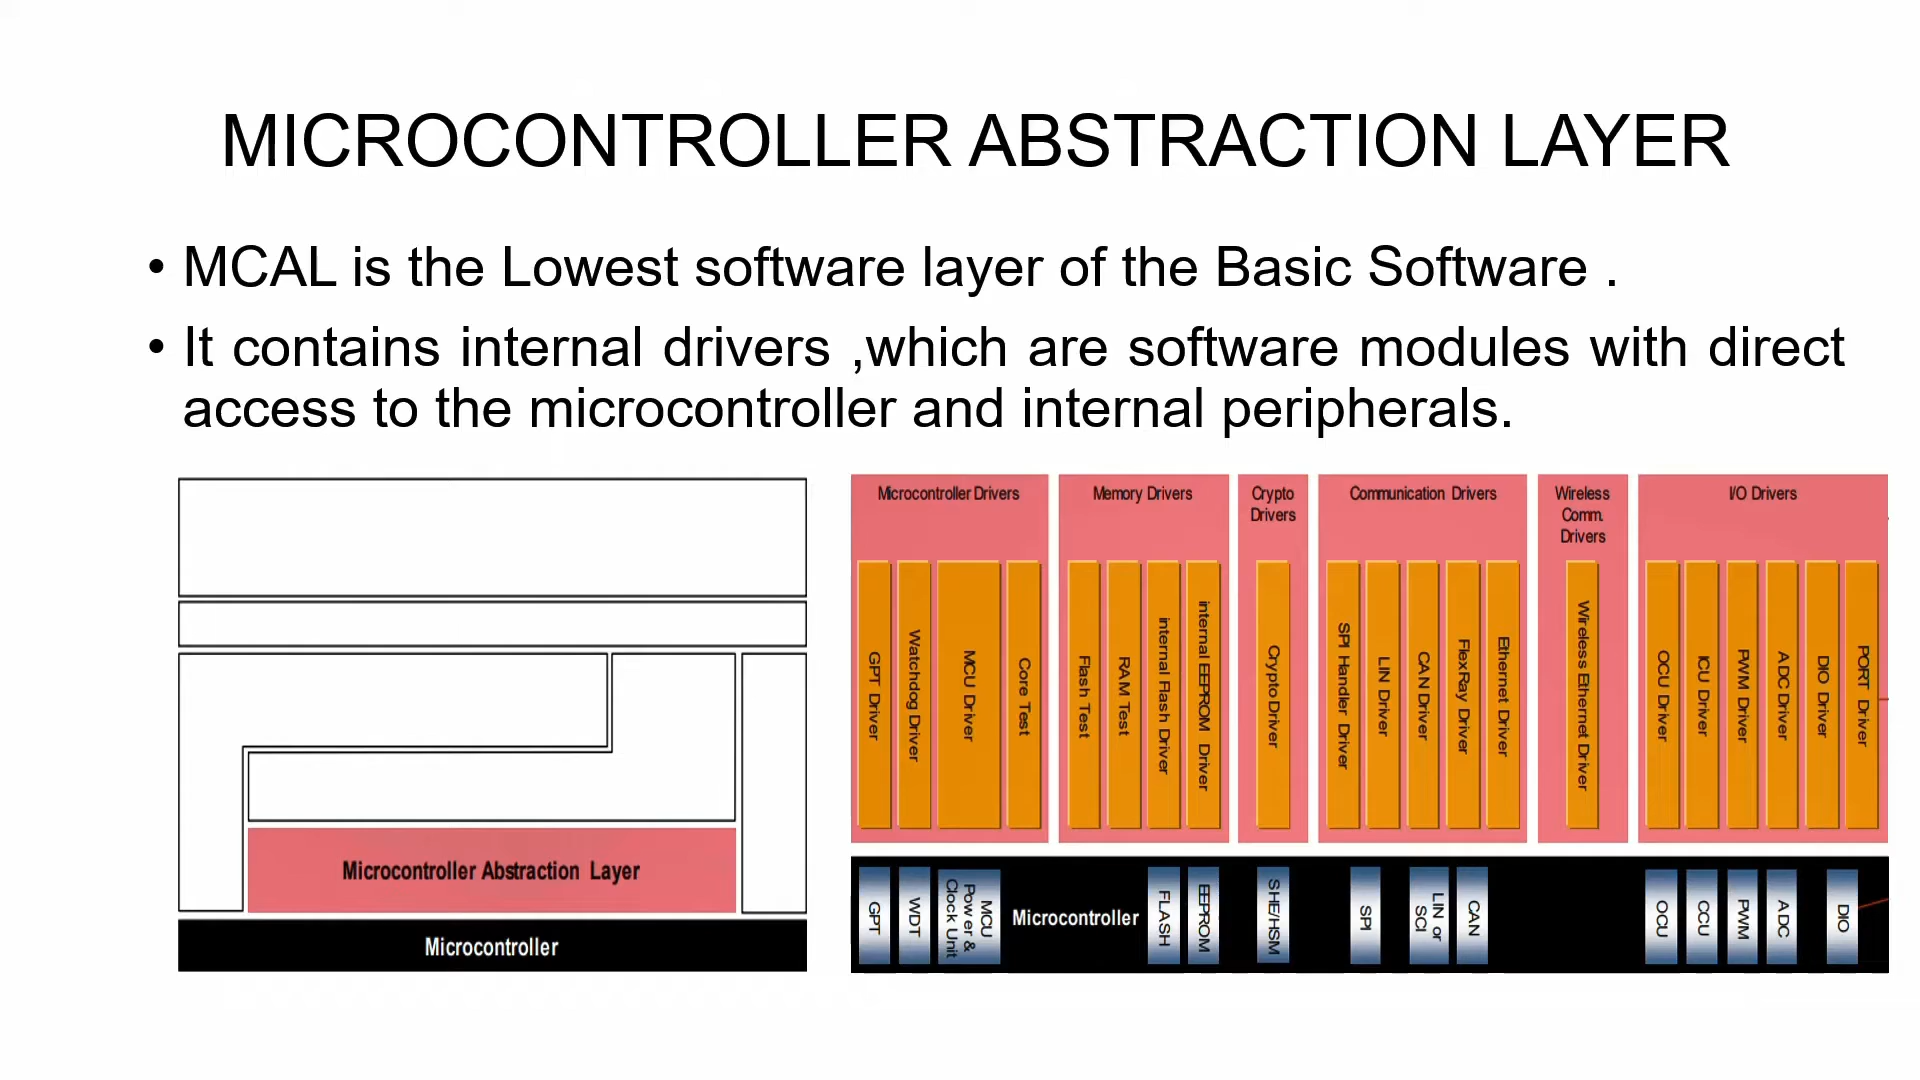 MICROCONTROLLER ABSTRACTION LAYER
• MCAL is the Lowest software layer of the Basic Software .
• It contains internal drivers ,which are software modules with direct
access to the microcontroller and internal peripherals.
Microcontroller Abstraction Layer
Microcontroller
Microcontroller Drivers
GPT Driver
Watchdog Driver
MCU Driver
Core Test
Memory Drivers
Flash Test
RAM Test
internal Flash Driver
internal EEPROM Driver
Crypto
Drivers
Crypto Driver
Communication Drivers
SPI Handler Driver
LIN Driver
CAN Driver
FlexRay Driver
Ethernet Driver
Wireless
Comm.
Drivers
Wireless Ethernet Driver
I/O Drivers
OCU Driver
ICU Driver
PWM Driver
ADC Driver
DIO Driver
PORT Driver
GPT
WDT
MCU
Power &
Clock Unit
Microcontroller
FLASH
EEPROM
SHE/HSM
SPI
LIN or
SCI
CAN
OCU
CCU
PWM
ADC
DIO